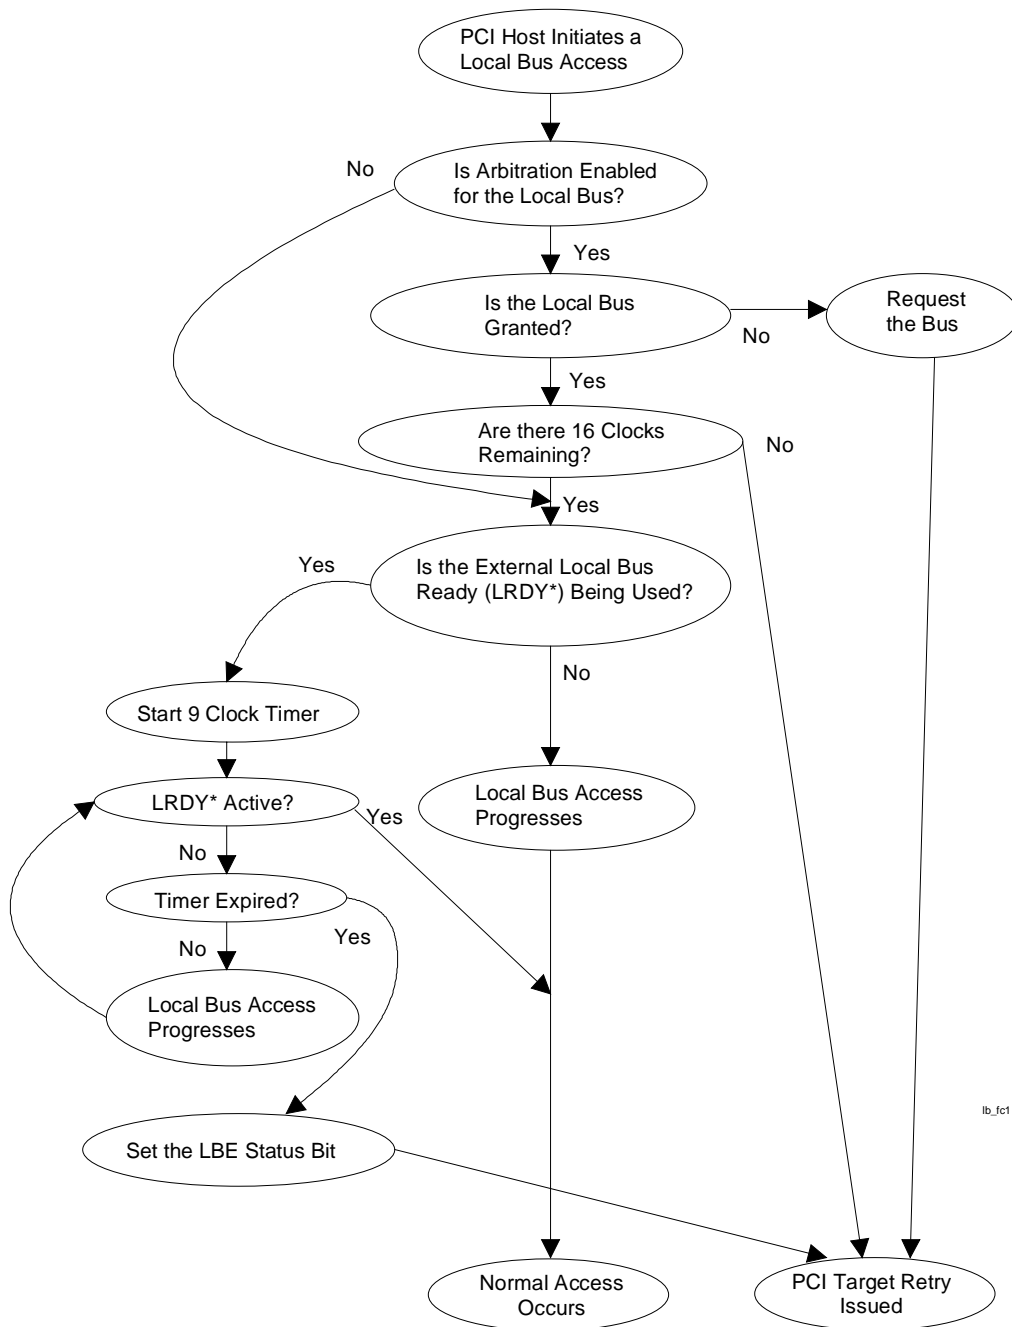 PCI Host Initiates a
Local Bus Access
No
Is Arbitration Enabled
for the Local Bus?
Yes
Is the Local Bus
Granted?
No
Request
the Bus
Yes
Are there 16 Clocks
Remaining?
No
Yes
Is the External Local Bus
Ready (LRDY*) Being Used?
Yes
No
Start 9 Clock Timer
LRDY* Active?
Yes
Local Bus Access
Progresses
No
Timer Expired?
Yes
No
Local Bus Access
Progresses
lb_fc1
Set the LBE Status Bit
Normal Access
Occurs
PCI Target Retry
Issued